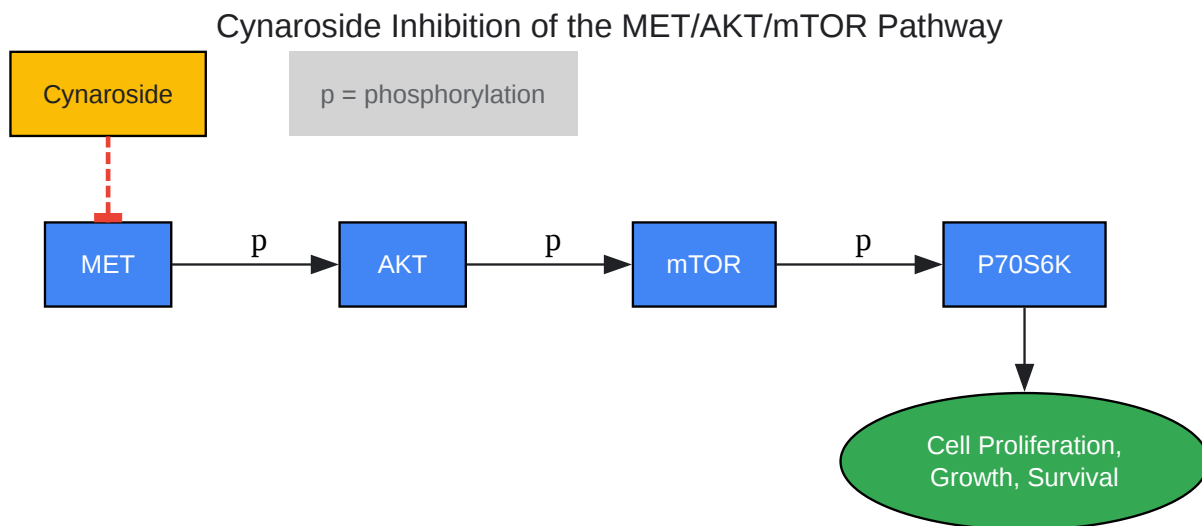 Cynaroside Inhibition of the MET/AKT/mTOR Pathway
Cynaroside
p = phosphorylation
MET
p
AKT
p
mTOR
p
P70S6K
Cell Proliferation,
Growth, Survival